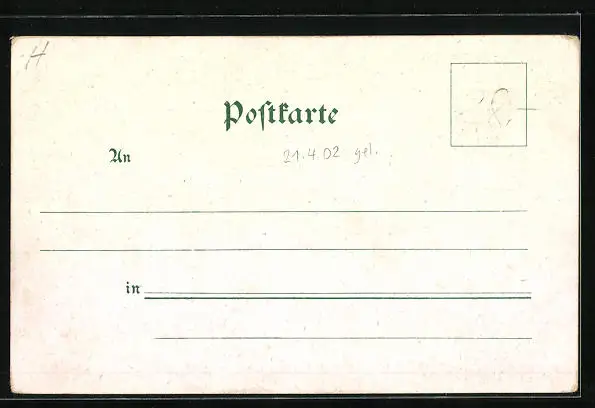 H
Postkarte
An
21.4.02 gel.
in